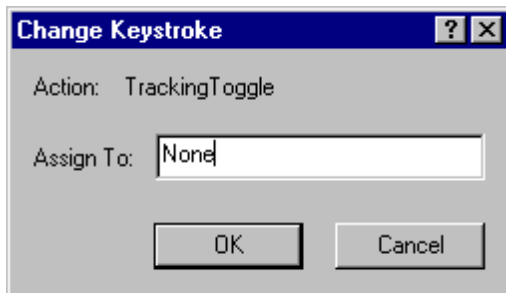 Change Keystroke
Action: TrackingToggle
Assign To: None
OK Cancel